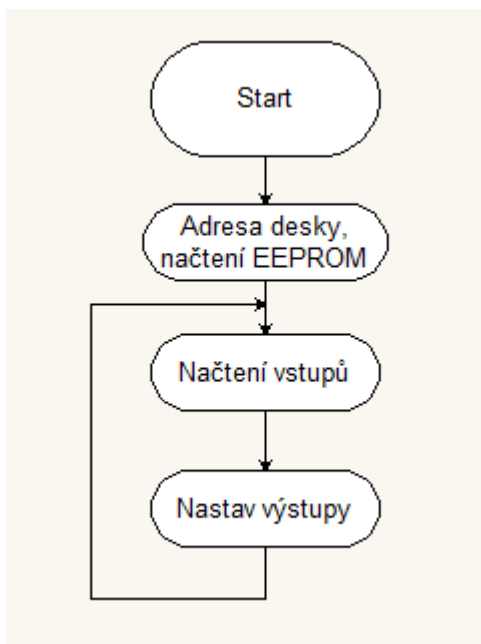 Start
Adresa desky,
načtení EEPROM
Načtení vstupů
Nastav výstupy